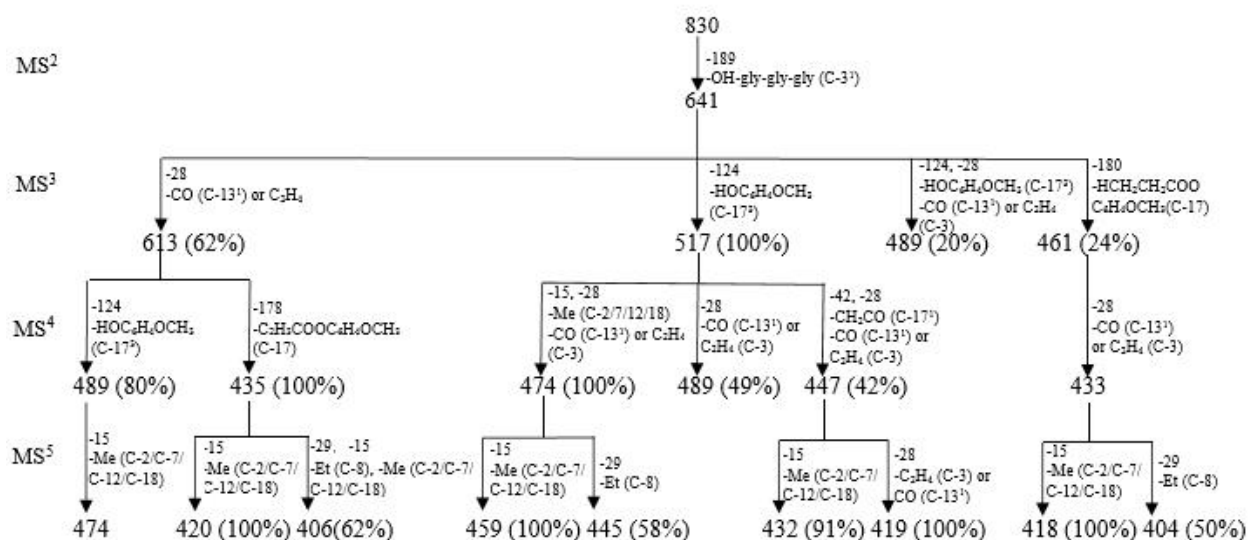 830
MS²
-189
-OH-gly-gly-gly (C-3¹)
641
MS³
-28
-CO (C-13¹) or C₂H₄
613 (62%)
-124
-HOC₆H₄OCH₃
(C-17³)
517 (100%)
-124, -28
-HOC₆H₄OCH₃ (C-17³)
-CO (C-13¹) or C₂H₄
(C-3)
489 (20%)
-180
-HCH₂CH₂COO
C₆H₄OCH₃(C-17)
461 (24%)
MS⁴
-124
-HOC₆H₄OCH₃
(C-17³)
489 (80%)
-178
-C₂H₃COOC₆H₄OCH₃
(C-17)
435 (100%)
-15, -28
-Me (C-2/7/12/18)
-CO (C-13¹) or C₂H₄
(C-3)
474 (100%)
-28
-CO (C-13¹) or
C₂H₄ (C-3)
489 (49%)
-42, -28
-CH₂CO (C-17¹)
-CO (C-13¹) or
C₂H₄ (C-3)
447 (42%)
-28
-CO (C-13¹)
or C₂H₄ (C-3)
433
MS⁵
-15
-Me (C-2/C-7/
C-12/C-18)
474
-15
-Me (C-2/C-7/
C-12/C-18)
420 (100%)
-29, -15
-Et (C-8), -Me (C-2/C-7/
C-12/C-18)
406(62%)
-15
-Me (C-2/C-7/
C-12/C-18)
459 (100%)
-29
-Et (C-8)
445 (58%)
-15
-Me (C-2/C-7/
C-12/C-18)
432 (91%)
-28
-C₂H₄ (C-3) or
CO (C-13¹)
419 (100%)
-15
-Me (C-2/C-7/
C-12/C-18)
418 (100%)
-29
-Et (C-8)
404 (50%)